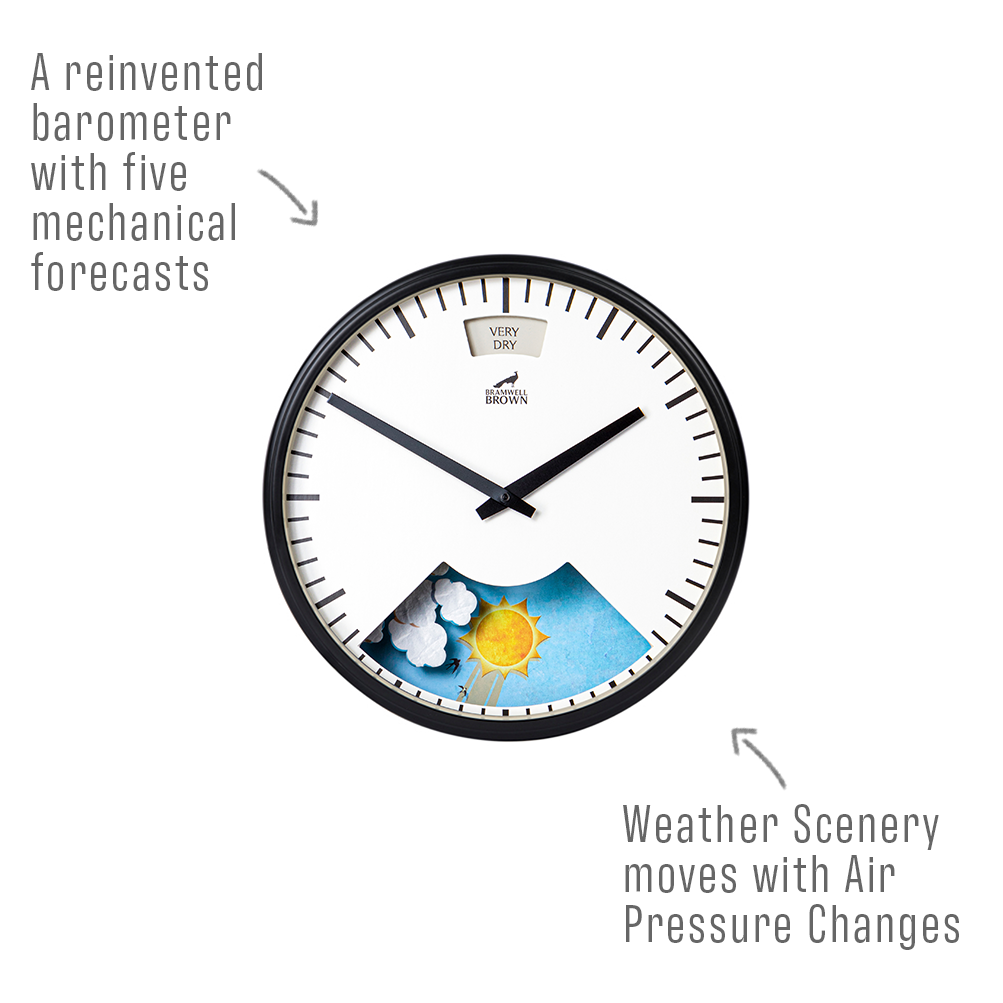 A reinvented
barometer
with five
mechanical
forecasts
VERY
DRY
BRAMWELL
BROWN
Weather Scenery
moves with Air
Pressure Changes